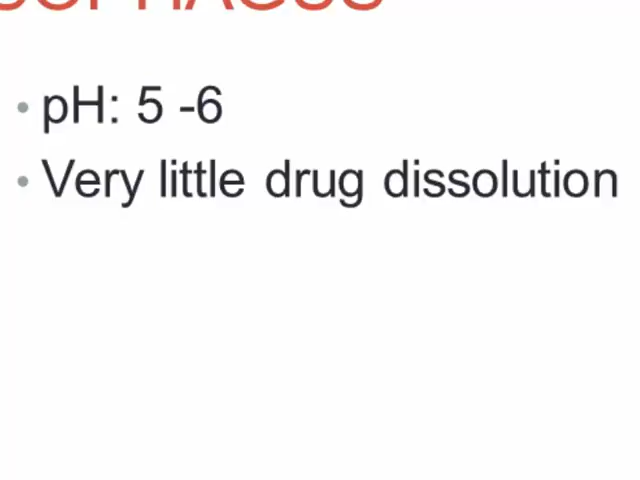 • pH: 5 -6
• Very little drug dissolution